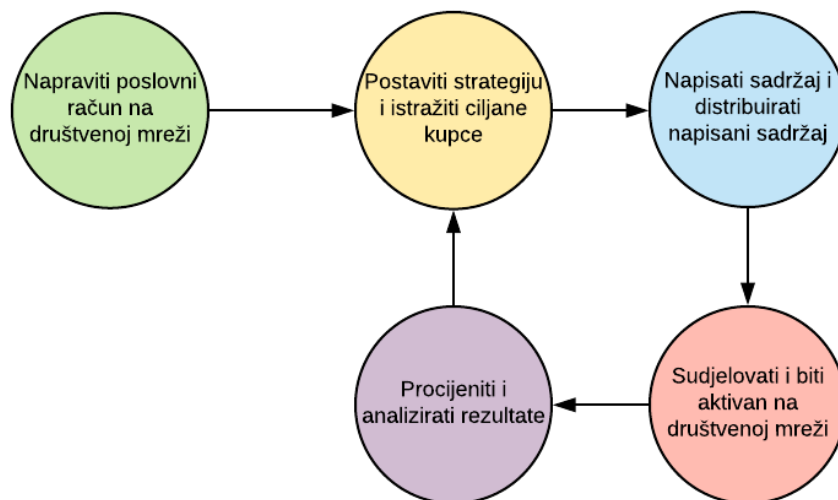 Napraviti poslovni
račun na
društvenoj mreži
Postaviti strategiju
i istražiti ciljane
kupce
Napisati sadržaj i
distribuirati
napisani sadržaj
Sudjelovati i biti
aktivan na
društvenoj mreži
Procijeniti i
analizirati rezultate